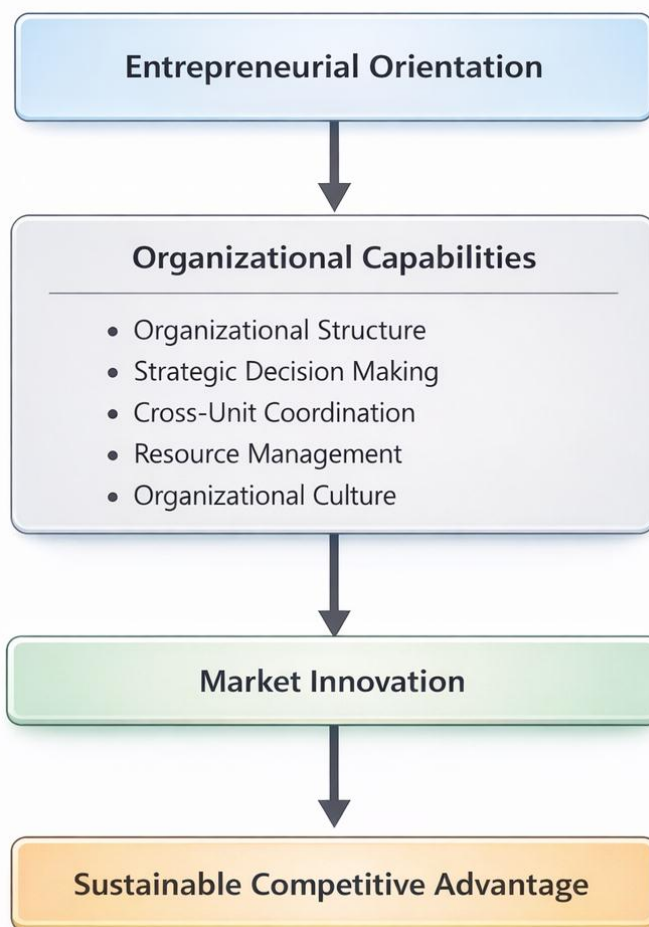 Entrepreneurial Orientation
Organizational Capabilities
• Organizational Structure
• Strategic Decision Making
• Cross-Unit Coordination
• Resource Management
• Organizational Culture
Market Innovation
Sustainable Competitive Advantage